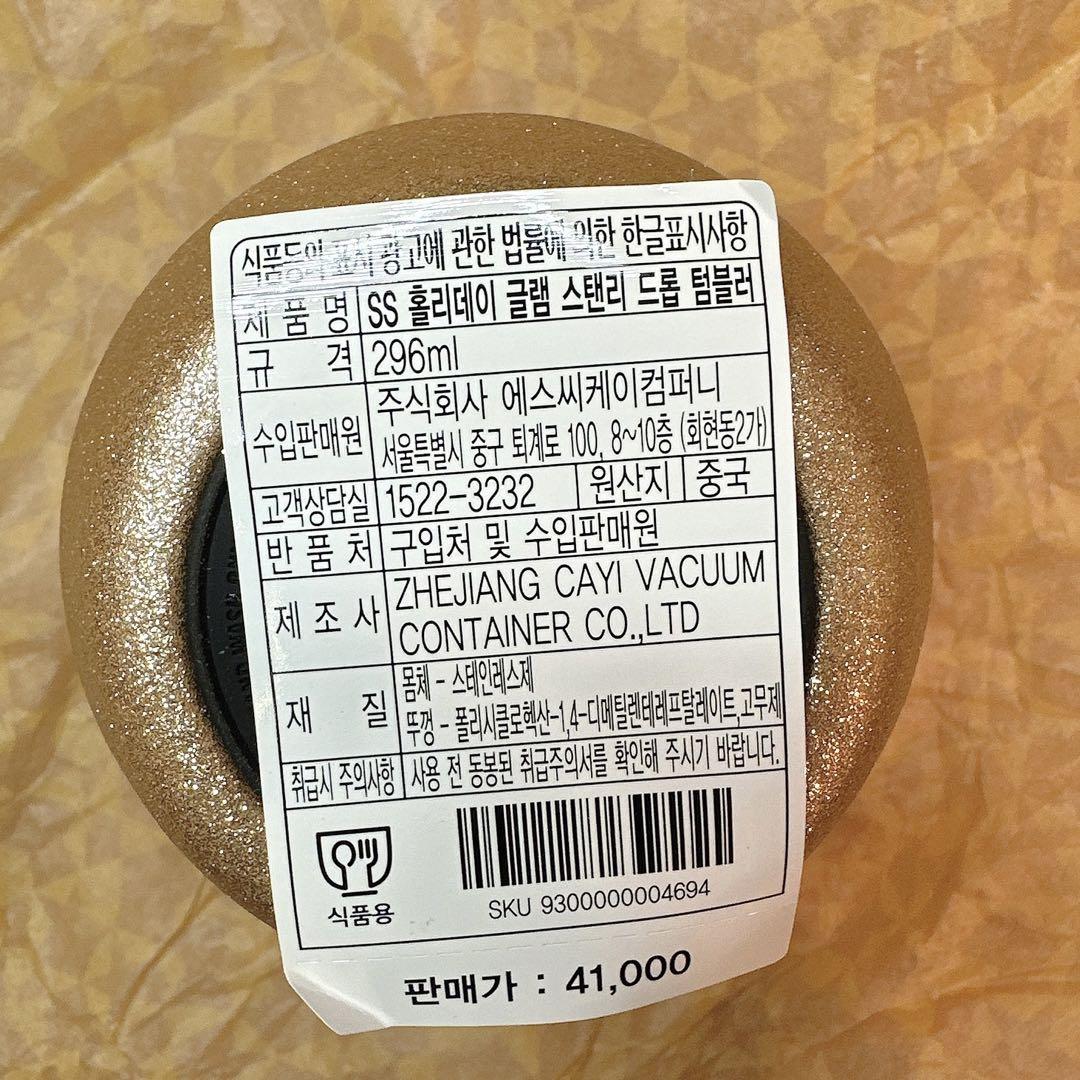 식품등의 표시 광고에 관한 법률에 의한 한글표시사항
제 품 명 SS 홀리데이 글램 스탠리 드롭 텀블러
규 격 296ml
수입판매원 주식회사 에스씨케이컴퍼니
서울특별시 중구 퇴계로 100, 8~10층 (회현동2가)
고객상담실 1522-3232 원산지 중국
반 품 처 구입처 및 수입판매원
제 조 사 ZHEJIANG CAYI VACUUM
CONTAINER CO.,LTD
재 질 몸체 - 스테인레스제
뚜껑 - 폴리시클로헥산-1,4-디메틸렌테레프탈레이트,고무제
취급시 주의사항 사용 전 동봉된 취급주의서를 확인해 주시기 바랍니다.
식품용
SKU 9300000004694
판매가 : 41,000